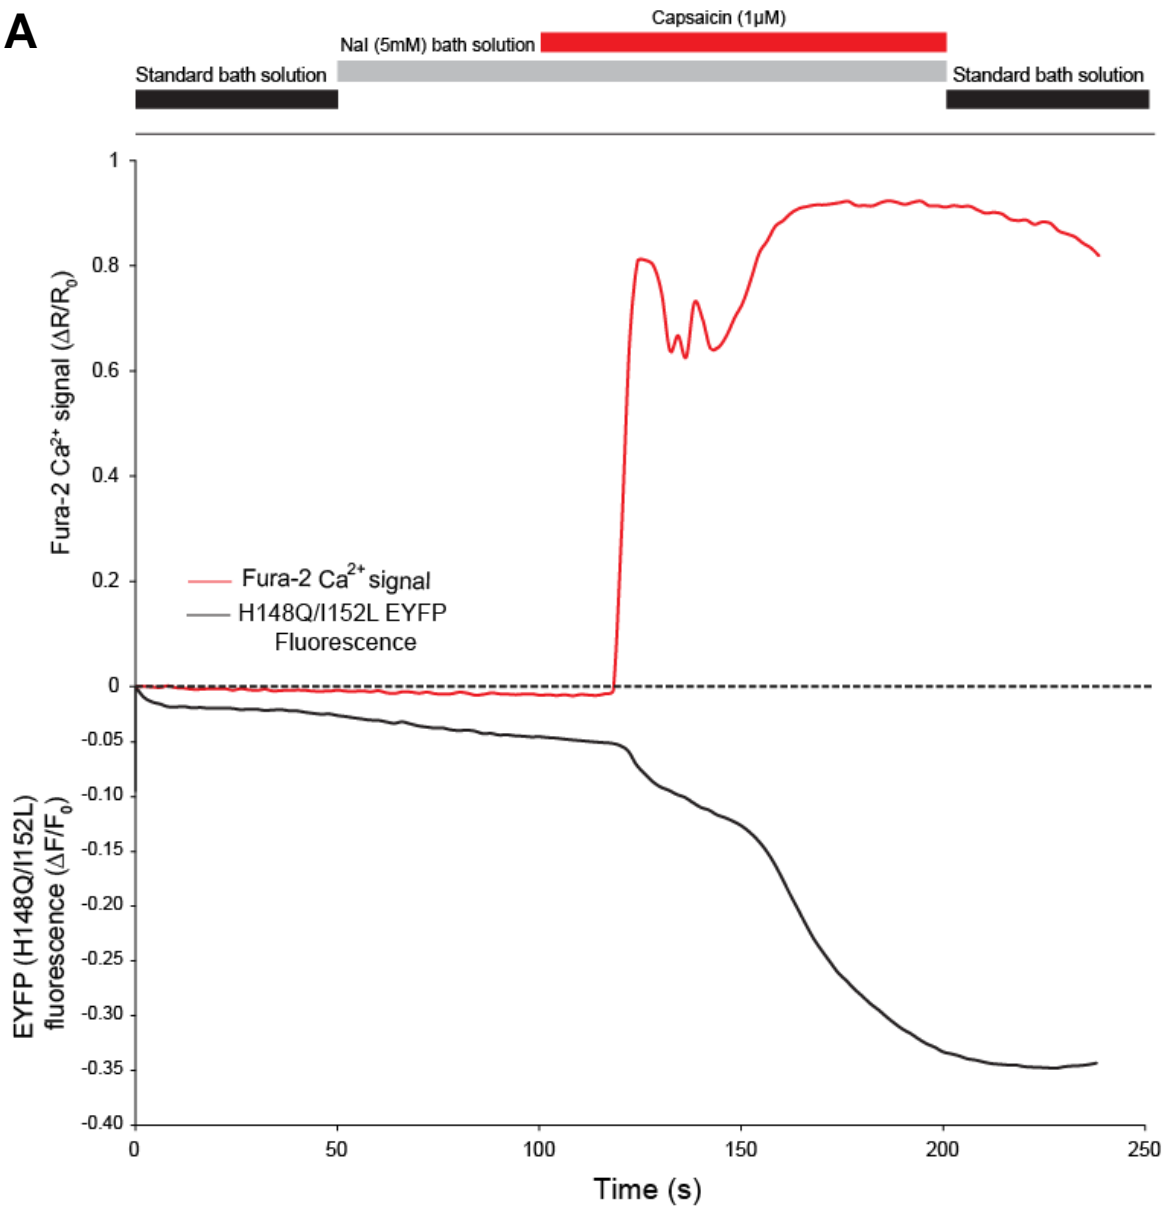 A
Capsaicin (1µM)
NaI (5mM) bath solution
Standard bath solution
Standard bath solution
Fura-2 Ca²⁺ signal (ΔR/R₀)
1
0.8
0.6
0.4
0.2
0
Fura-2 Ca²⁺ signal
H148Q/I152L EYFP
Fluorescence
EYFP (H148Q/I152L)
fluorescence (ΔF/F₀)
-0.05
-0.10
-0.15
-0.20
-0.25
-0.30
-0.35
-0.40
0 50 100 150 200 250
Time (s)